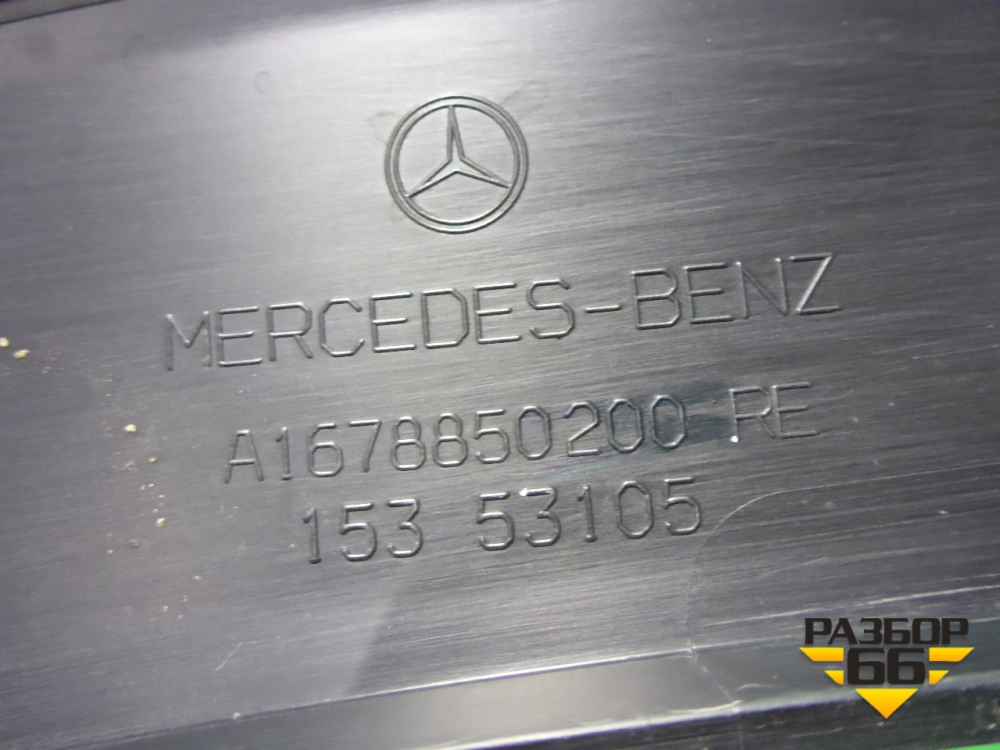 MERCEDES-BENZ
A1678850200 RE
153 53105
РАЗБОР
66